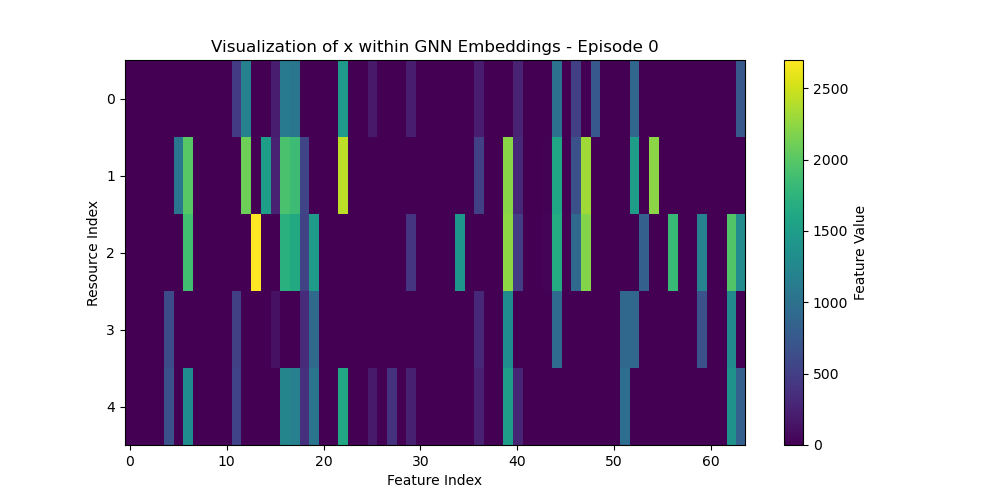 Visualization of x within GNN Embeddings - Episode 0
Resource Index
0
1
2
3
4
0 10 20 30 40 50 60
Feature Index
2500
2000
1500
1000
500
0
Feature Value